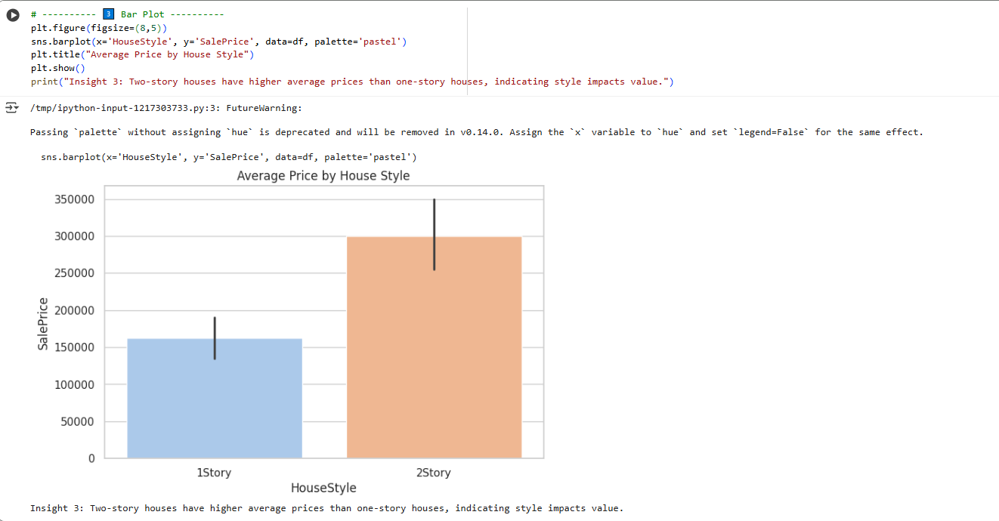 # ---------- 3️⃣ Bar Plot ----------
plt.figure(figsize=(8,5))
sns.barplot(x='HouseStyle', y='SalePrice', data=df, palette='pastel')
plt.title("Average Price by House Style")
plt.show()
print("Insight 3: Two-story houses have higher average prices than one-story houses, indicating style impacts value.")
/tmp/ipython-input-1217303733.py:3: FutureWarning:
Passing `palette` without assigning `hue` is deprecated and will be removed in v0.14.0. Assign the `x` variable to `hue` and set `legend=False` for the same effect.
sns.barplot(x='HouseStyle', y='SalePrice', data=df, palette='pastel')
Average Price by House Style
350000
300000
250000
200000
150000
100000
50000
0
SalePrice
1Story
2Story
HouseStyle
Insight 3: Two-story houses have higher average prices than one-story houses, indicating style impacts value.